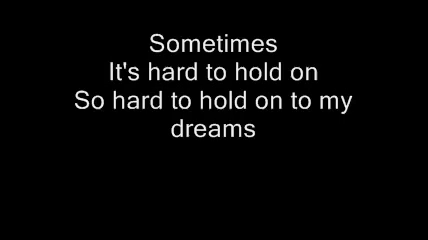 Sometimes
It's hard to hold on
So hard to hold on to my
dreams